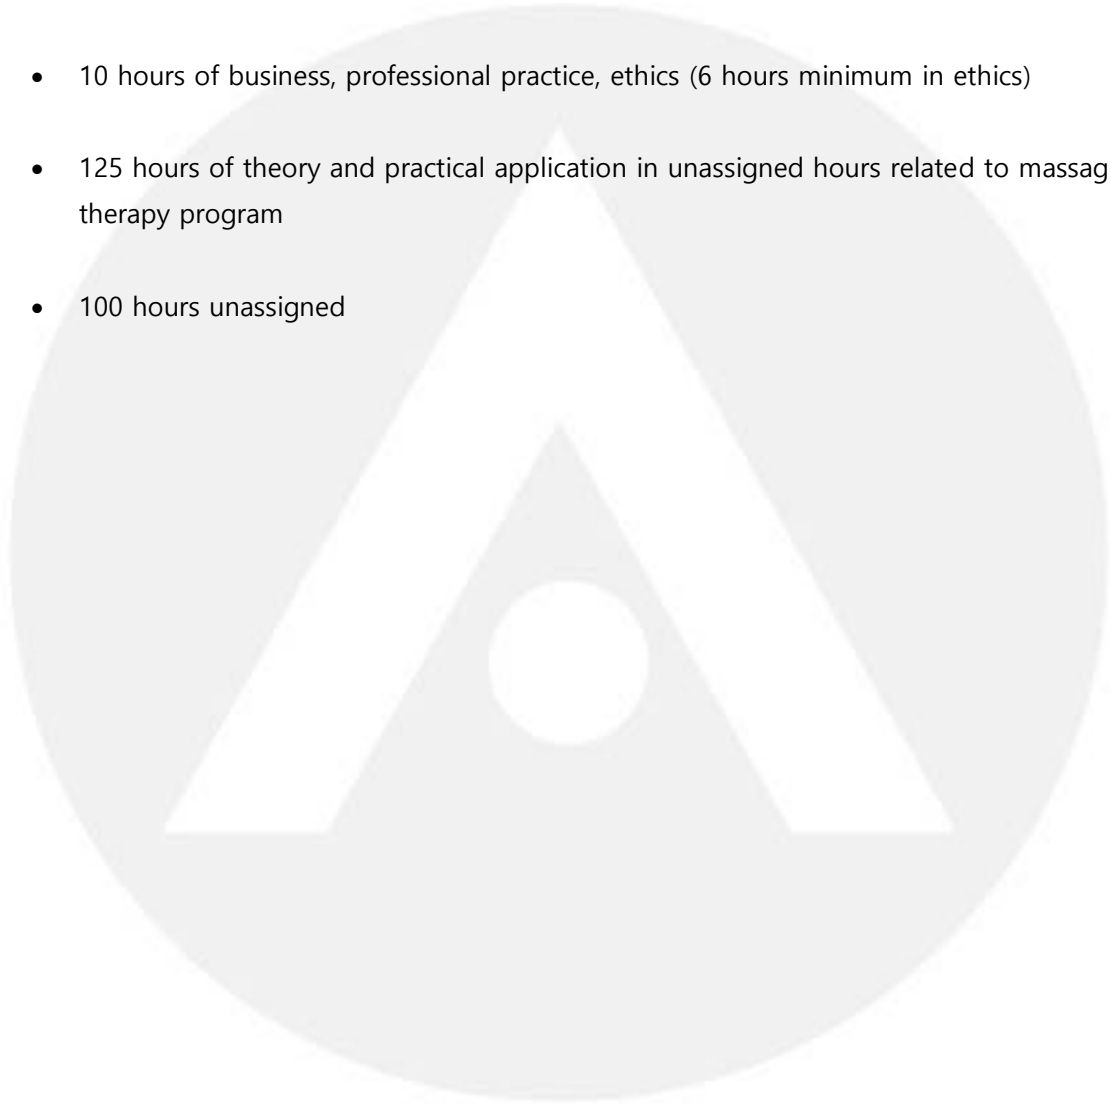 • 10 hours of business, professional practice, ethics (6 hours minimum in ethics)
• 125 hours of theory and practical application in unassigned hours related to massag
therapy program
• 100 hours unassigned